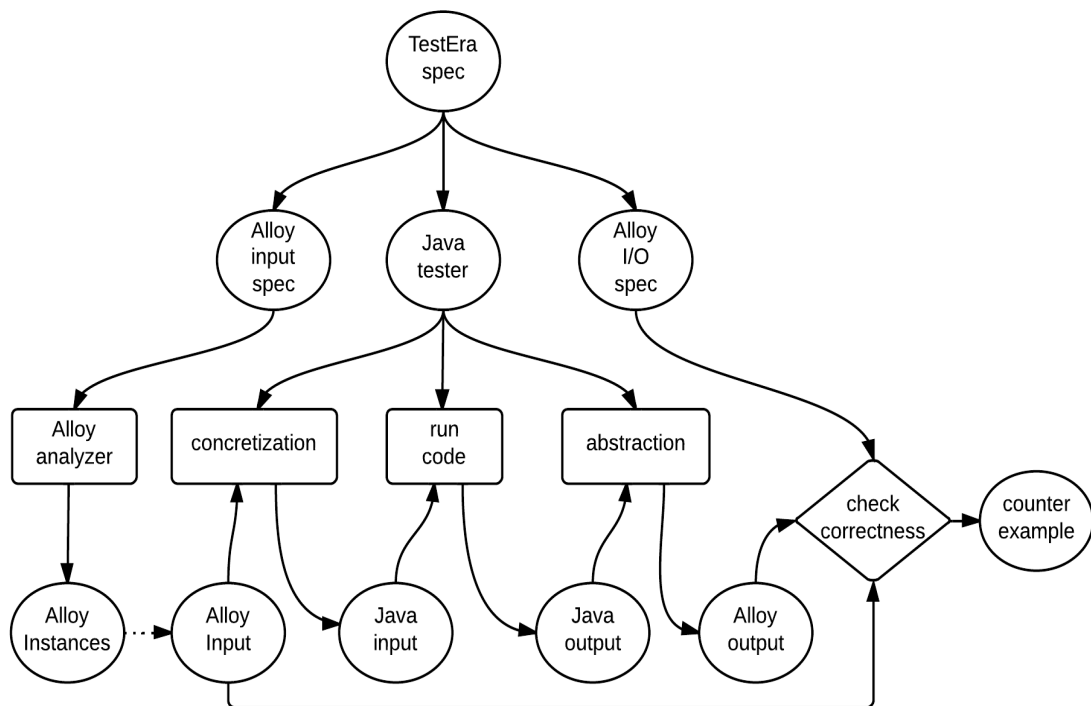 TestEra
spec
Alloy
input
spec
Java
tester
Alloy
I/O
spec
Alloy
analyzer
concretization
run
code
abstraction
check
correctness
counter
example
Alloy
Instances
Alloy
Input
Java
input
Java
output
Alloy
output